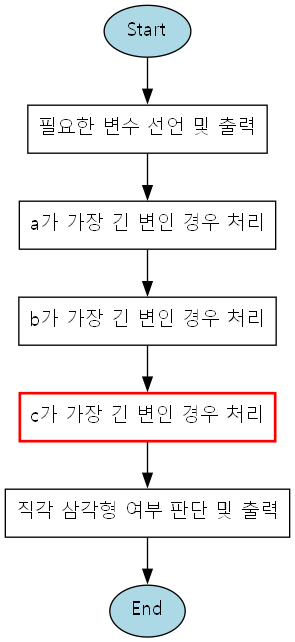 Start
필요한 변수 선언 및 출력
a가 가장 긴 변인 경우 처리
b가 가장 긴 변인 경우 처리
c가 가장 긴 변인 경우 처리
직각 삼각형 여부 판단 및 출력
End